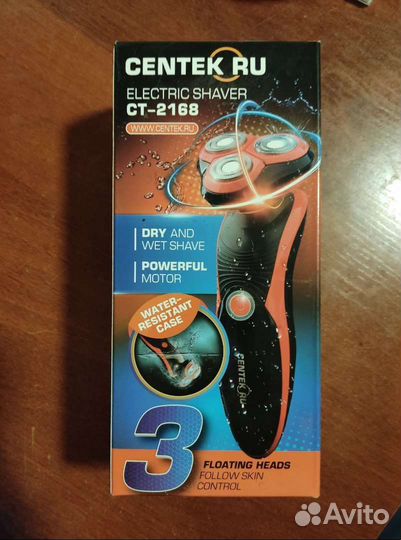 CENTEK RU
ELECTRIC SHAVER
CT-2168
WWW.CENTEK.RU
DRY AND
WET SHAVE
POWERFUL
MOTOR
WATER-
RESISTANT
CASE
CENTEK RU
3
FLOATING HEADS
FOLLOW SKIN
CONTROL
Avito